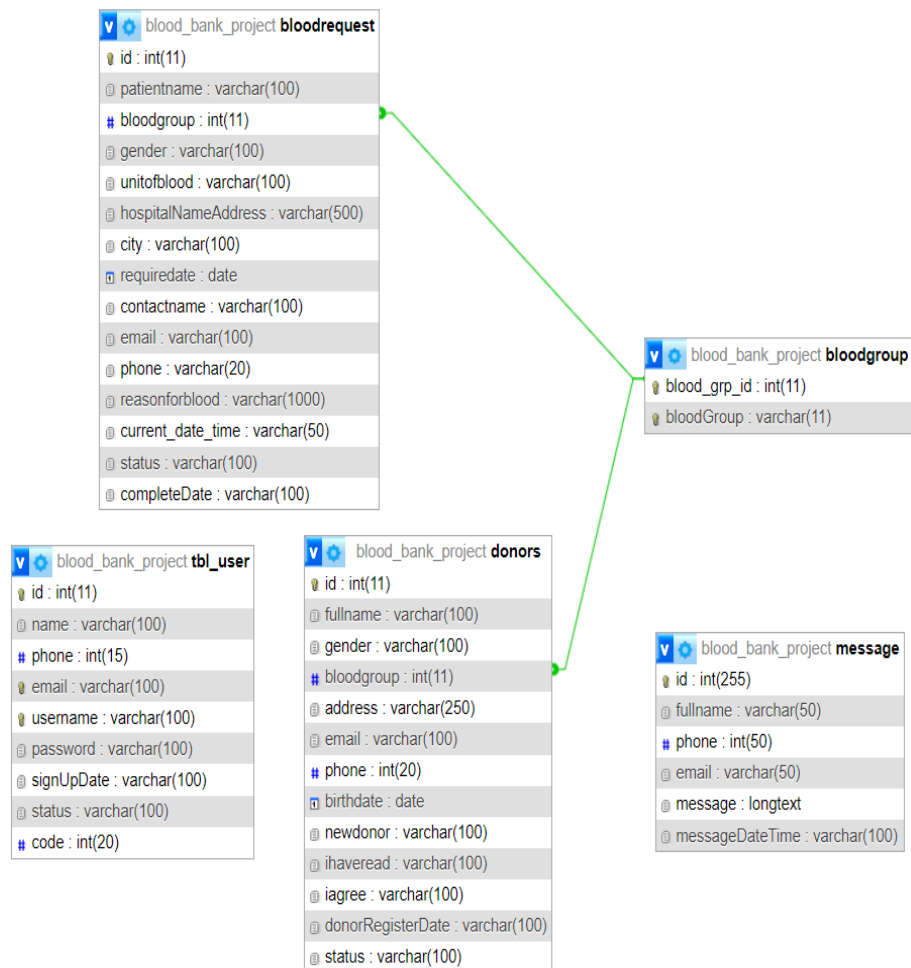 v blood_bank_project bloodrequest
id : int(11)
patientname : varchar(100)
# bloodgroup : int(11)
gender : varchar(100)
unitofblood : varchar(100)
hospitalNameAddress : varchar(500)
city : varchar(100)
requiredate : date
contactname : varchar(100)
email : varchar(100)
phone : varchar(20)
reasonforblood : varchar(1000)
current_date_time : varchar(50)
status : varchar(100)
completeDate : varchar(100)
v blood_bank_project bloodgroup
blood_grp_id : int(11)
bloodGroup : varchar(11)
v blood_bank_project tbl_user
id : int(11)
name : varchar(100)
# phone : int(15)
email : varchar(100)
username : varchar(100)
password : varchar(100)
signUpDate : varchar(100)
status : varchar(100)
# code : int(20)
v blood_bank_project donors
id : int(11)
fullname : varchar(100)
gender : varchar(100)
# bloodgroup : int(11)
address : varchar(250)
email : varchar(100)
# phone : int(20)
birthdate : date
newdonor : varchar(100)
ihaveread : varchar(100)
iagree : varchar(100)
donorRegisterDate : varchar(100)
status : varchar(100)
v blood_bank_project message
id : int(255)
fullname : varchar(50)
# phone : int(50)
email : varchar(50)
message : longtext
messageDateTime : varchar(100)